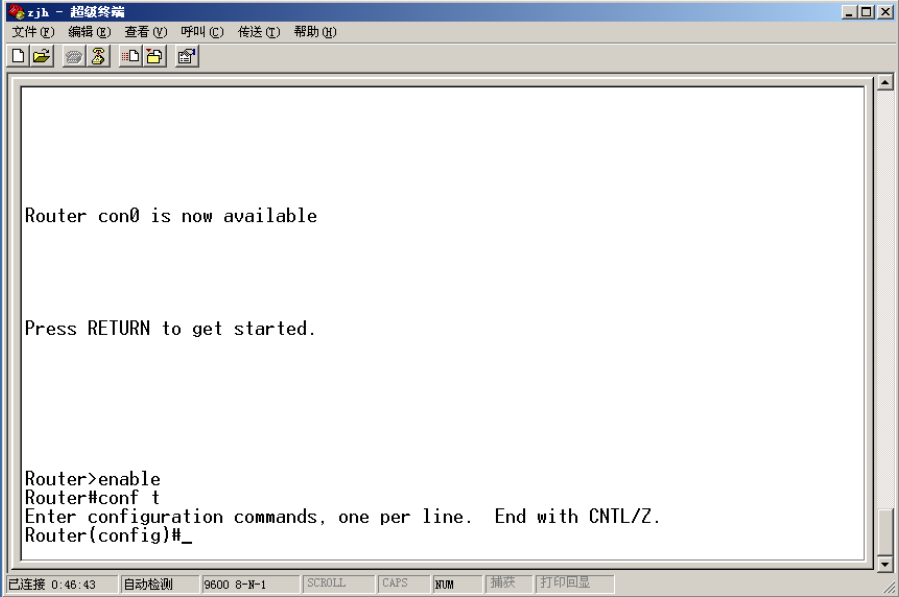 zjh - 超级终端
文件(F) 编辑(E) 查看(V) 呼叫(C) 传送(T) 帮助(H)
Router con0 is now available
Press RETURN to get started.
Router>enable
Router#conf t
Enter configuration commands, one per line.  End with CNTL/Z.
Router(config)#_
已连接 0:46:43 自动检测 9600 8-N-1 SCROLL CAPS NUM 捕获 打印回显